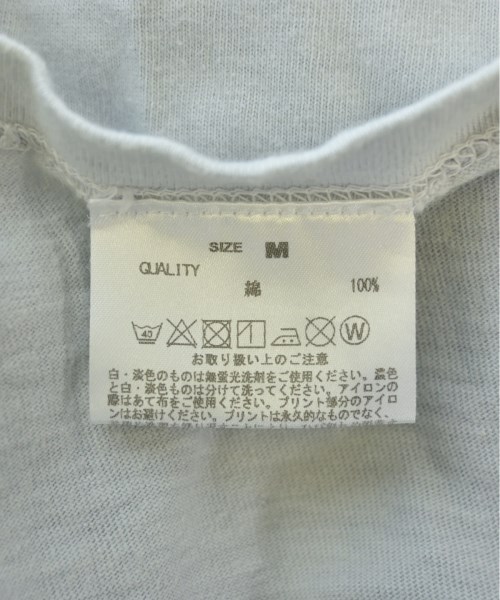 SIZE M
QUALITY
綿 100%
40 W
お取り扱い上のご注意
白・淡色のものは無蛍光洗剤をご使用ください。濃色
と白・淡色のものは分けて洗ってください。アイロンの
際はあて布をご使用ください。プリント部分のアイロ
ンはお避けください。プリントは永久的なものでなく、